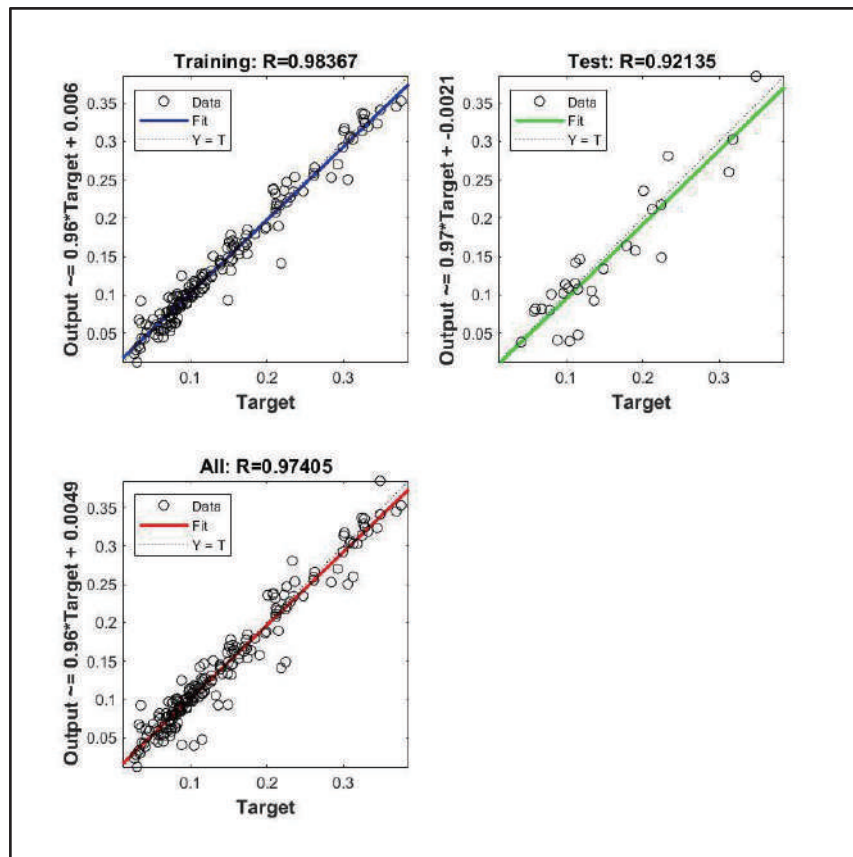 Training: R=0.98367
Output ~= 0.96*Target + 0.006
0.35
0.3
0.25
0.2
0.15
0.1
0.05
Data
Fit
Y = T
0.1 0.2 0.3
Target
Test: R=0.92135
Output ~= 0.97*Target + -0.0021
0.35
0.3
0.25
0.2
0.15
0.1
0.05
Data
Fit
Y = T
0.1 0.2 0.3
Target
All: R=0.97405
Output ~= 0.96*Target + 0.0049
0.35
0.3
0.25
0.2
0.15
0.1
0.05
Data
Fit
Y = T
0.1 0.2 0.3
Target